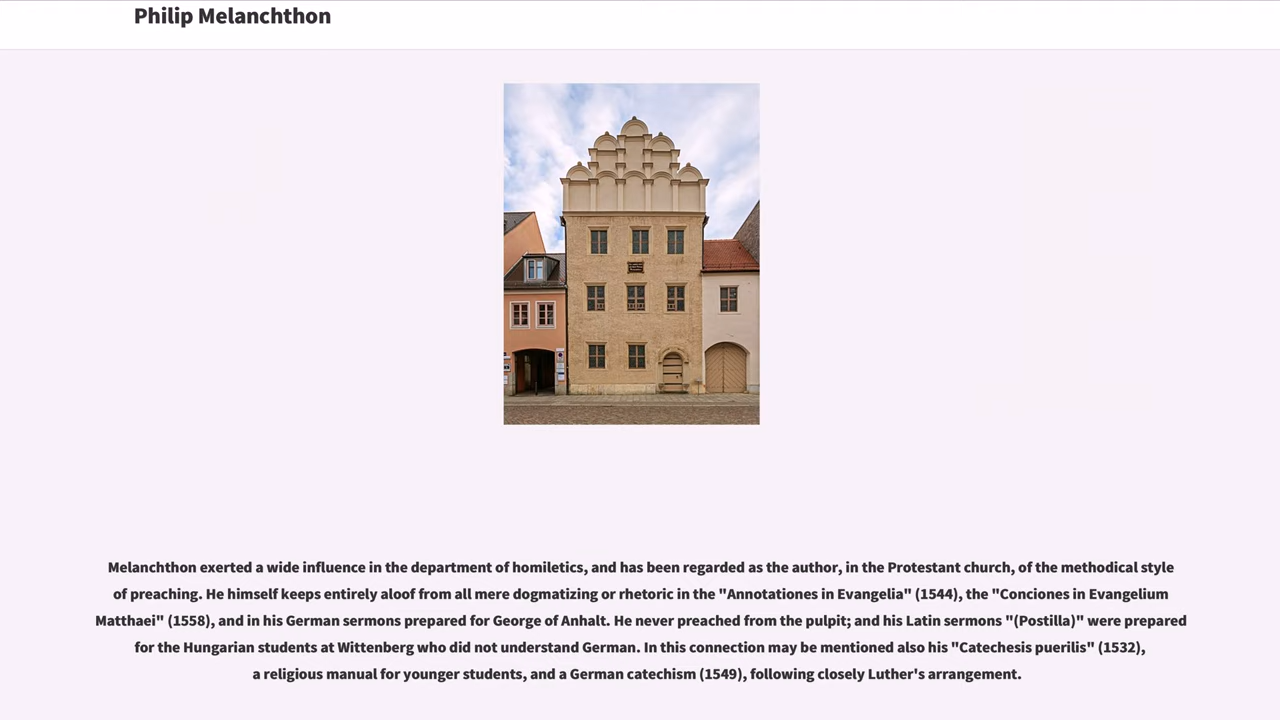 Philip Melanchthon
Melanchthon exerted a wide influence in the department of homiletics, and has been regarded as the author, in the Protestant church, of the methodical style
of preaching. He himself keeps entirely aloof from all mere dogmatizing or rhetoric in the "Annotationes in Evangelia" (1544), the "Conciones in Evangelium
Matthaei" (1558), and in his German sermons prepared for George of Anhalt. He never preached from the pulpit; and his Latin sermons "(Postilla)" were prepared
for the Hungarian students at Wittenberg who did not understand German. In this connection may be mentioned also his "Catechesis puerilis" (1532),
a religious manual for younger students, and a German catechism (1549), following closely Luther's arrangement.